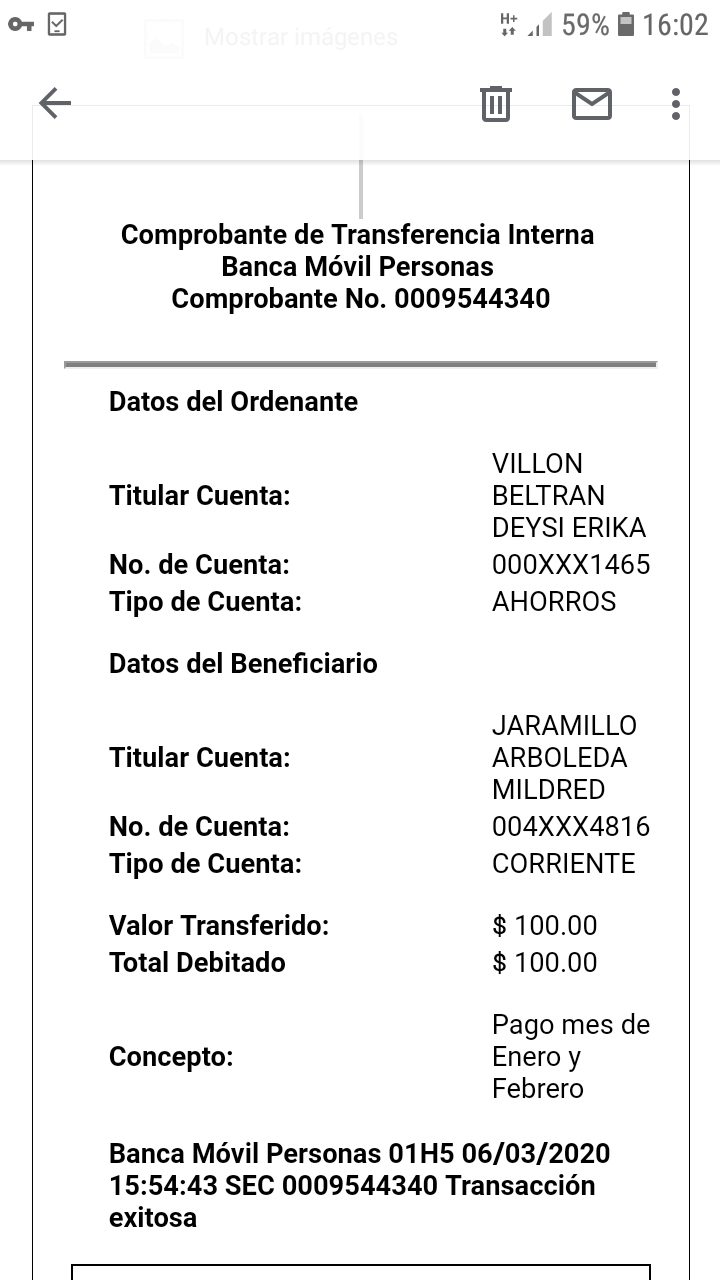 H+ 59% 16:02
Mostrar imágenes
Comprobante de Transferencia Interna
Banca Móvil Personas
Comprobante No. 0009544340
Datos del Ordenante
Titular Cuenta: VILLON
BELTRAN
DEYSI ERIKA
No. de Cuenta: 000XXX1465
Tipo de Cuenta: AHORROS
Datos del Beneficiario
Titular Cuenta: JARAMILLO
ARBOLEDA
MILDRED
No. de Cuenta: 004XXX4816
Tipo de Cuenta: CORRIENTE
Valor Transferido: $ 100.00
Total Debitado $ 100.00
Concepto: Pago mes de
Enero y
Febrero
Banca Móvil Personas 01H5 06/03/2020
15:54:43 SEC 0009544340 Transacción
exitosa